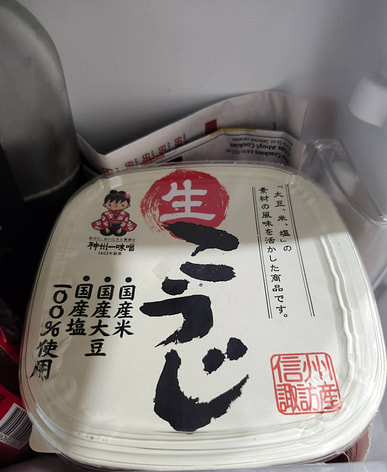 「大豆、米、塩」の
素材の風味を活かした商品です。
生
こうじ
神州一味噌
・国産米
・国産大豆
・国産塩
100%使用
信州
諏訪産